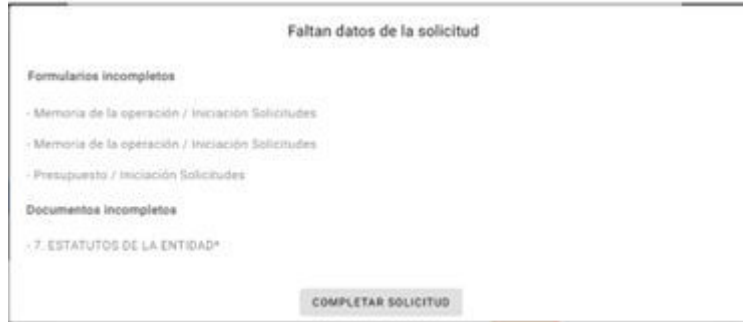 Faltan datos de la solicitud
Formularios incompletos
- Memoria de la operación / Iniciación Solicitudes
- Memoria de la operación / Iniciación Solicitudes
- Presupuesto / Iniciación Solicitudes
Documentos incompletos
- 7. ESTATUTOS DE LA ENTIDAD*
COMPLETAR SOLICITUD